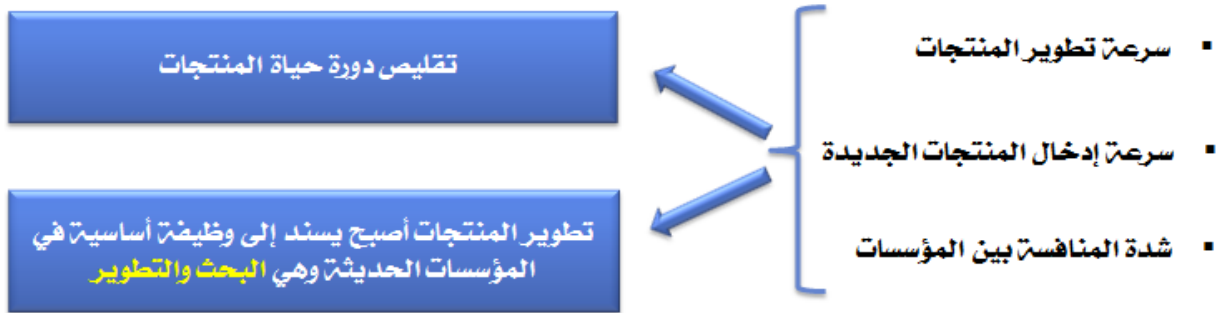 ▪ سرعة تطوير المنتجات
▪ سرعة إدخال المنتجات الجديدة
▪ شدة المنافسة بين المؤسسات
تقليص دورة حياة المنتجات
تطوير المنتجات أصبح يسند إلى وظيفة أساسية في
المؤسسات الحديثة وهي البحث والتطوير